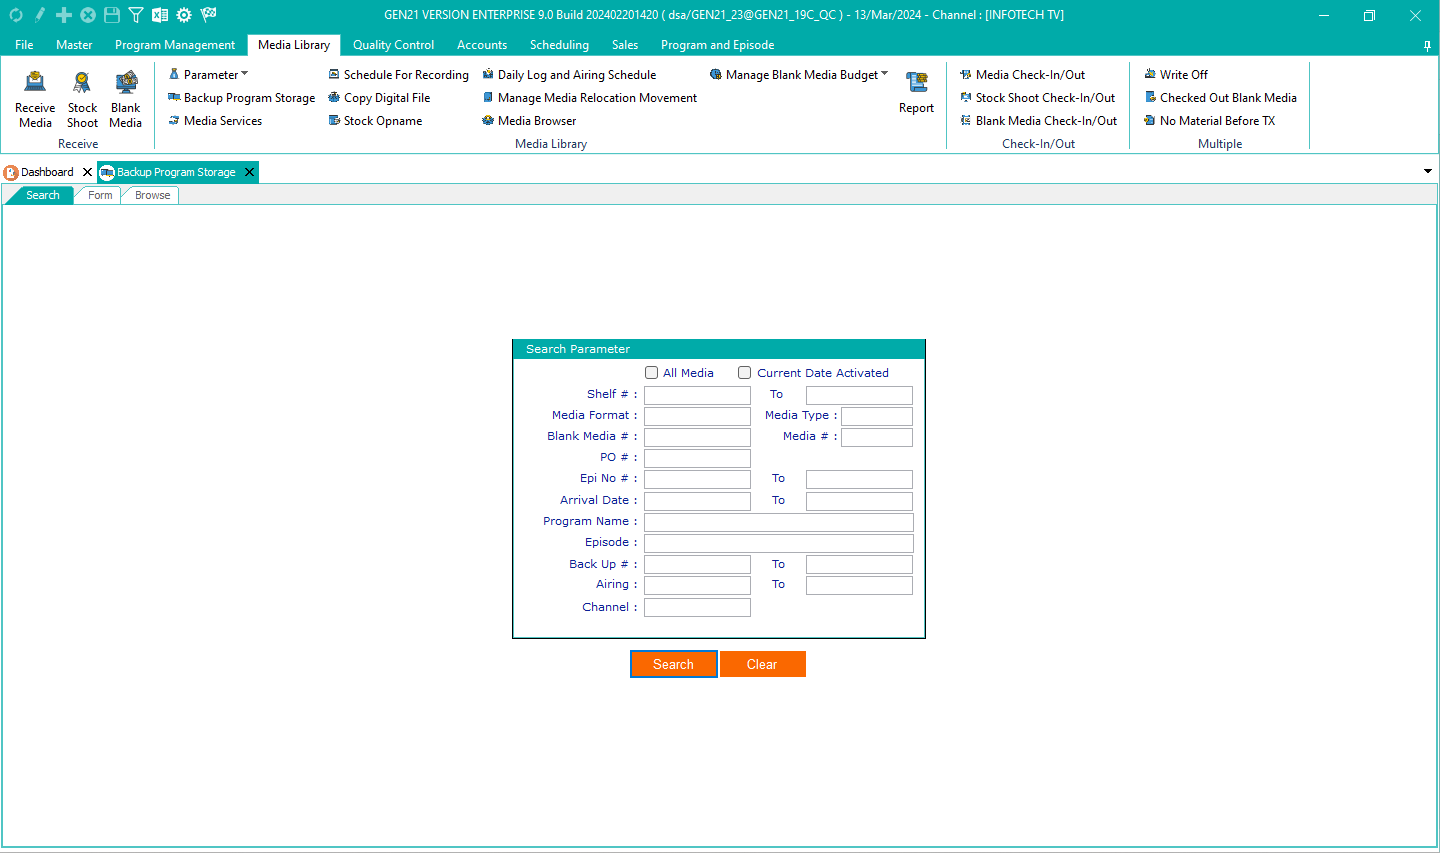 GEN21 VERSION ENTERPRISE 9.0 Build 202402201420 ( dsa/GEN21_23@GEN21_19C_QC ) - 13/Mar/2024 - Channel : [INFOTECH TV]
File Master Program Management Media Library Quality Control Accounts Scheduling Sales Program and Episode
Receive Media
Stock Shoot
Blank Media
Receive
Parameter
Backup Program Storage
Media Services
Schedule For Recording
Copy Digital File
Stock Opname
Daily Log and Airing Schedule
Manage Media Relocation Movement
Media Browser
Manage Blank Media Budget
Report
Media Library
Media Check-In/Out
Stock Shoot Check-In/Out
Blank Media Check-In/Out
Check-In/Out
Write Off
Checked Out Blank Media
No Material Before TX
Multiple
Dashboard Backup Program Storage
Search Form Browse
Search Parameter
All Media Current Date Activated
Shelf # : To
Media Format : Media Type :
Blank Media # : Media # :
PO # :
Epi No # : To
Arrival Date : To
Program Name :
Episode :
Back Up # : To
Airing : To
Channel :
Search Clear